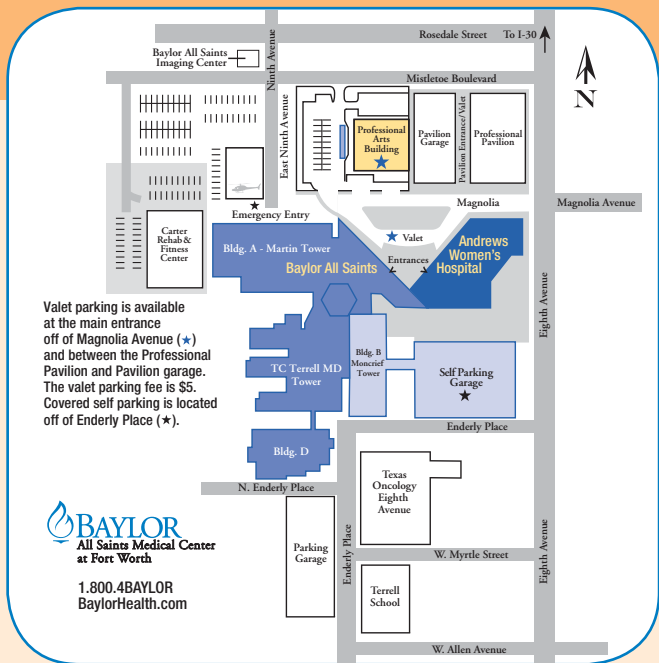 Rosedale Street
To I-30
Baylor All Saints
Imaging Center
Ninth Avenue
Mistletoe Boulevard
N
East Ninth Avenue
Professional
Arts
Building
Pavilion
Garage
Pavilion Entrance/Valet
Professional
Pavilion
Emergency Entry
Magnolia
Magnolia Avenue
Carter
Rehab &
Fitness
Center
Bldg. A - Martin Tower
Valet
Entrances
Baylor All Saints
Andrews
Women's
Hospital
Eighth Avenue
Valet parking is available
at the main entrance
off of Magnolia Avenue (★)
and between the Professional
Pavilion and Pavilion garage.
The valet parking fee is $5.
Covered self parking is located
off of Enderly Place (★).
TC Terrell MD
Tower
Bldg. B
Moncrief
Tower
Self Parking
Garage
Enderly Place
Bldg. D
N. Enderly Place
Texas
Oncology
Eighth
Avenue
BAYLOR
All Saints Medical Center
at Fort Worth
1.800.4BAYLOR
BaylorHealth.com
Parking
Garage
Enderly Place
W. Myrtle Street
Eighth Avenue
Terrell
School
W. Allen Avenue